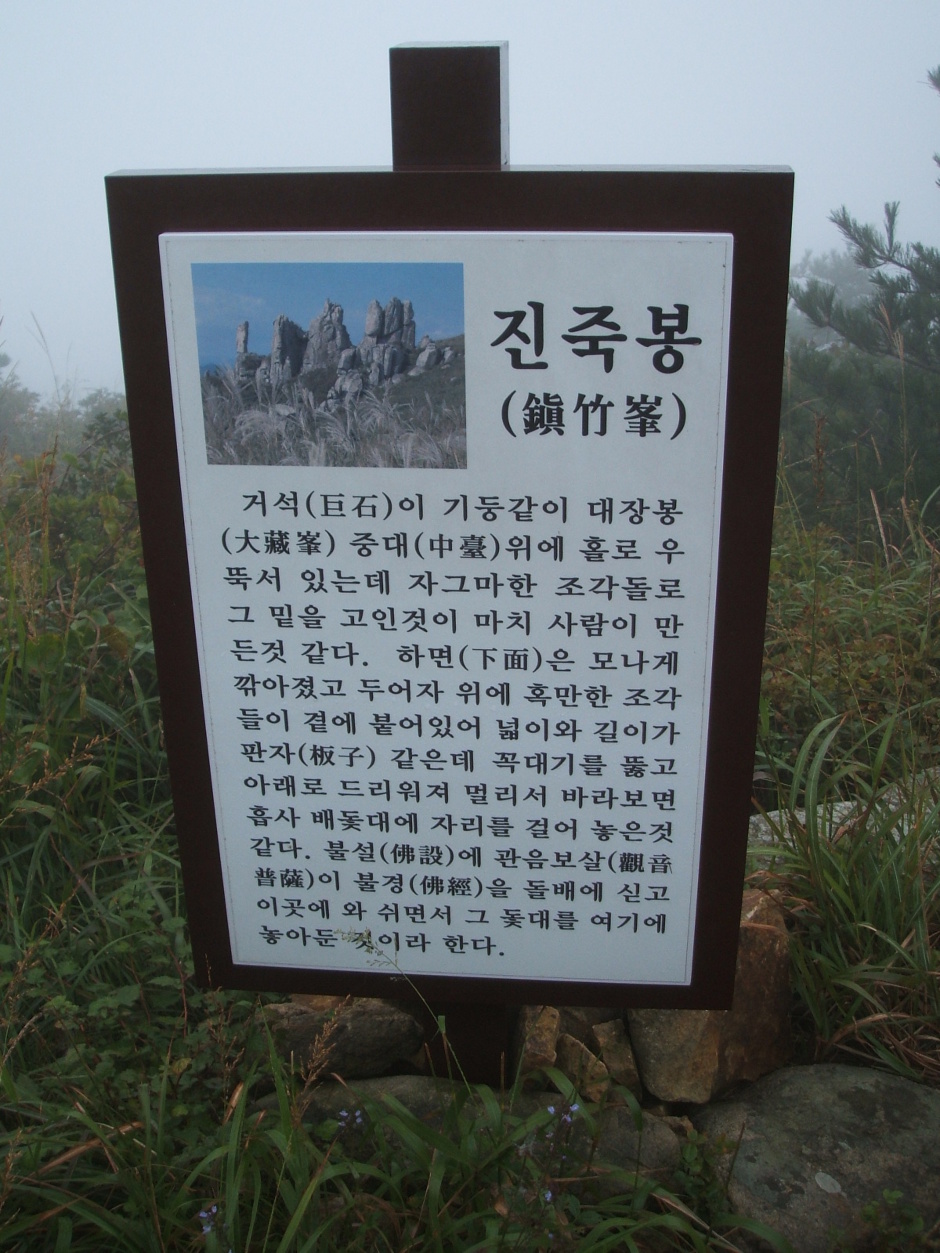 진죽봉
(鎭竹峯)
거석(巨石)이 기둥같이 대장봉
(大藏峯) 중대(中臺)위에 홀로 우
뚝서 있는데 자그마한 조각돌로
그 밑을 고인것이 마치 사람이 만
든것 같다. 하면(下面)은 모나게
깎아졌고 두어자 위에 혹만한 조각
들이 곁에 붙어있어 넓이와 길이가
판자(板子) 같은데 꼭대기를 뚫고
아래로 드리워져 멀리서 바라보면
흡사 배돛대에 자리를 걸어 놓은것
같다. 불설(佛設)에 관음보살(觀音
普薩)이 불경(佛經)을 돌배에 싣고
이곳에 와 쉬면서 그 돛대를 여기에
놓아둔 것이라 한다.